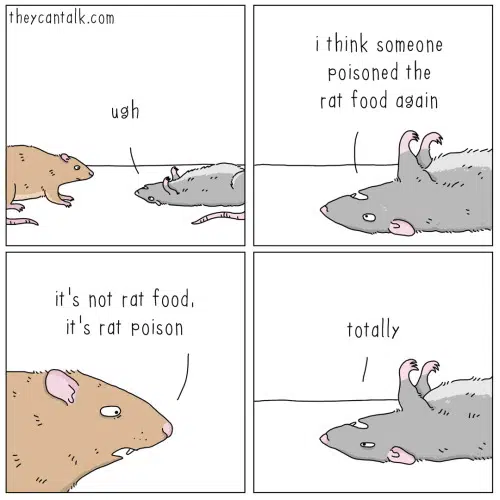 theycantalk.com
ugh
i think someone
poisoned the
rat food again
it's not rat food,
it's rat poison
totally